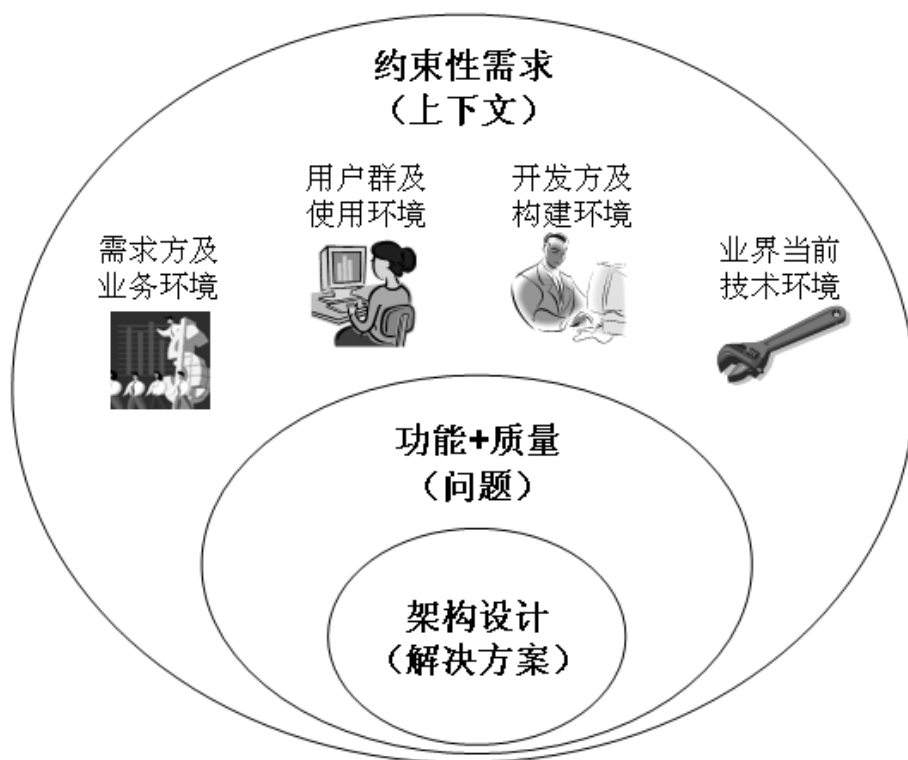 约束性需求
（上下文）
用户群及
使用环境
开发方及
构建环境
需求方及
业务环境
业界当前
技术环境
功能+质量
（问题）
架构设计
（解决方案）